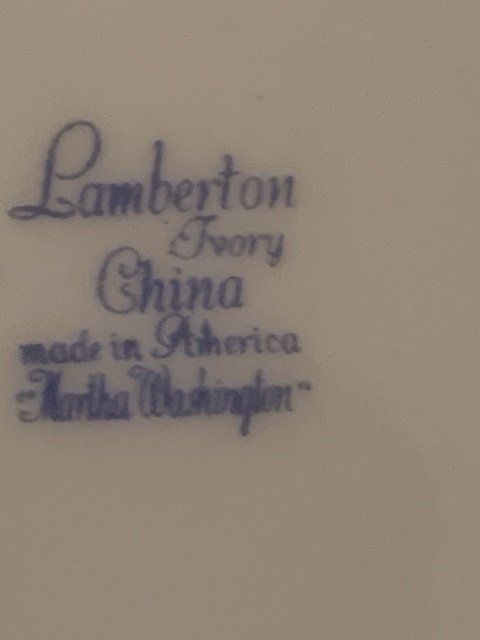 Lamberton
Ivory
China
made in America
"Martha Washington"